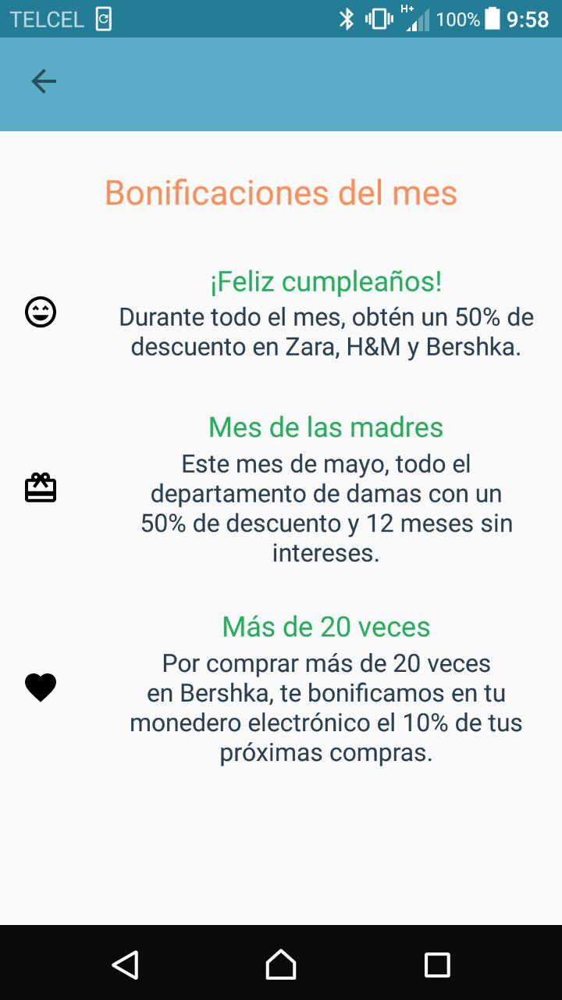 TELCEL H+ 100% 9:58
Bonificaciones del mes
¡Feliz cumpleaños!
Durante todo el mes, obtén un 50% de
descuento en Zara, H&M y Bershka.
Mes de las madres
Este mes de mayo, todo el
departamento de damas con un
50% de descuento y 12 meses sin
intereses.
Más de 20 veces
Por comprar más de 20 veces
en Bershka, te bonificamos en tu
monedero electrónico el 10% de tus
próximas compras.